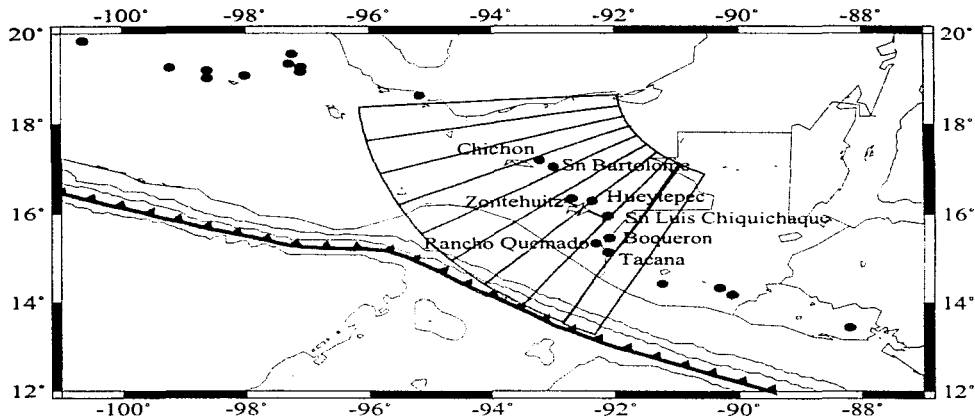 -100° -98° -96° -94° -92° -90° -88°
20° 20°
18° 18°
Chichon
Sn Bartolome
Zontehuitz Hueytepec
16° 16°
Sn Luis Chiquichaque
Rancho Quemado Boqueron
Tacana
14° 14°
12° 12°
-100° -98° -96° -94° -92° -90° -88°